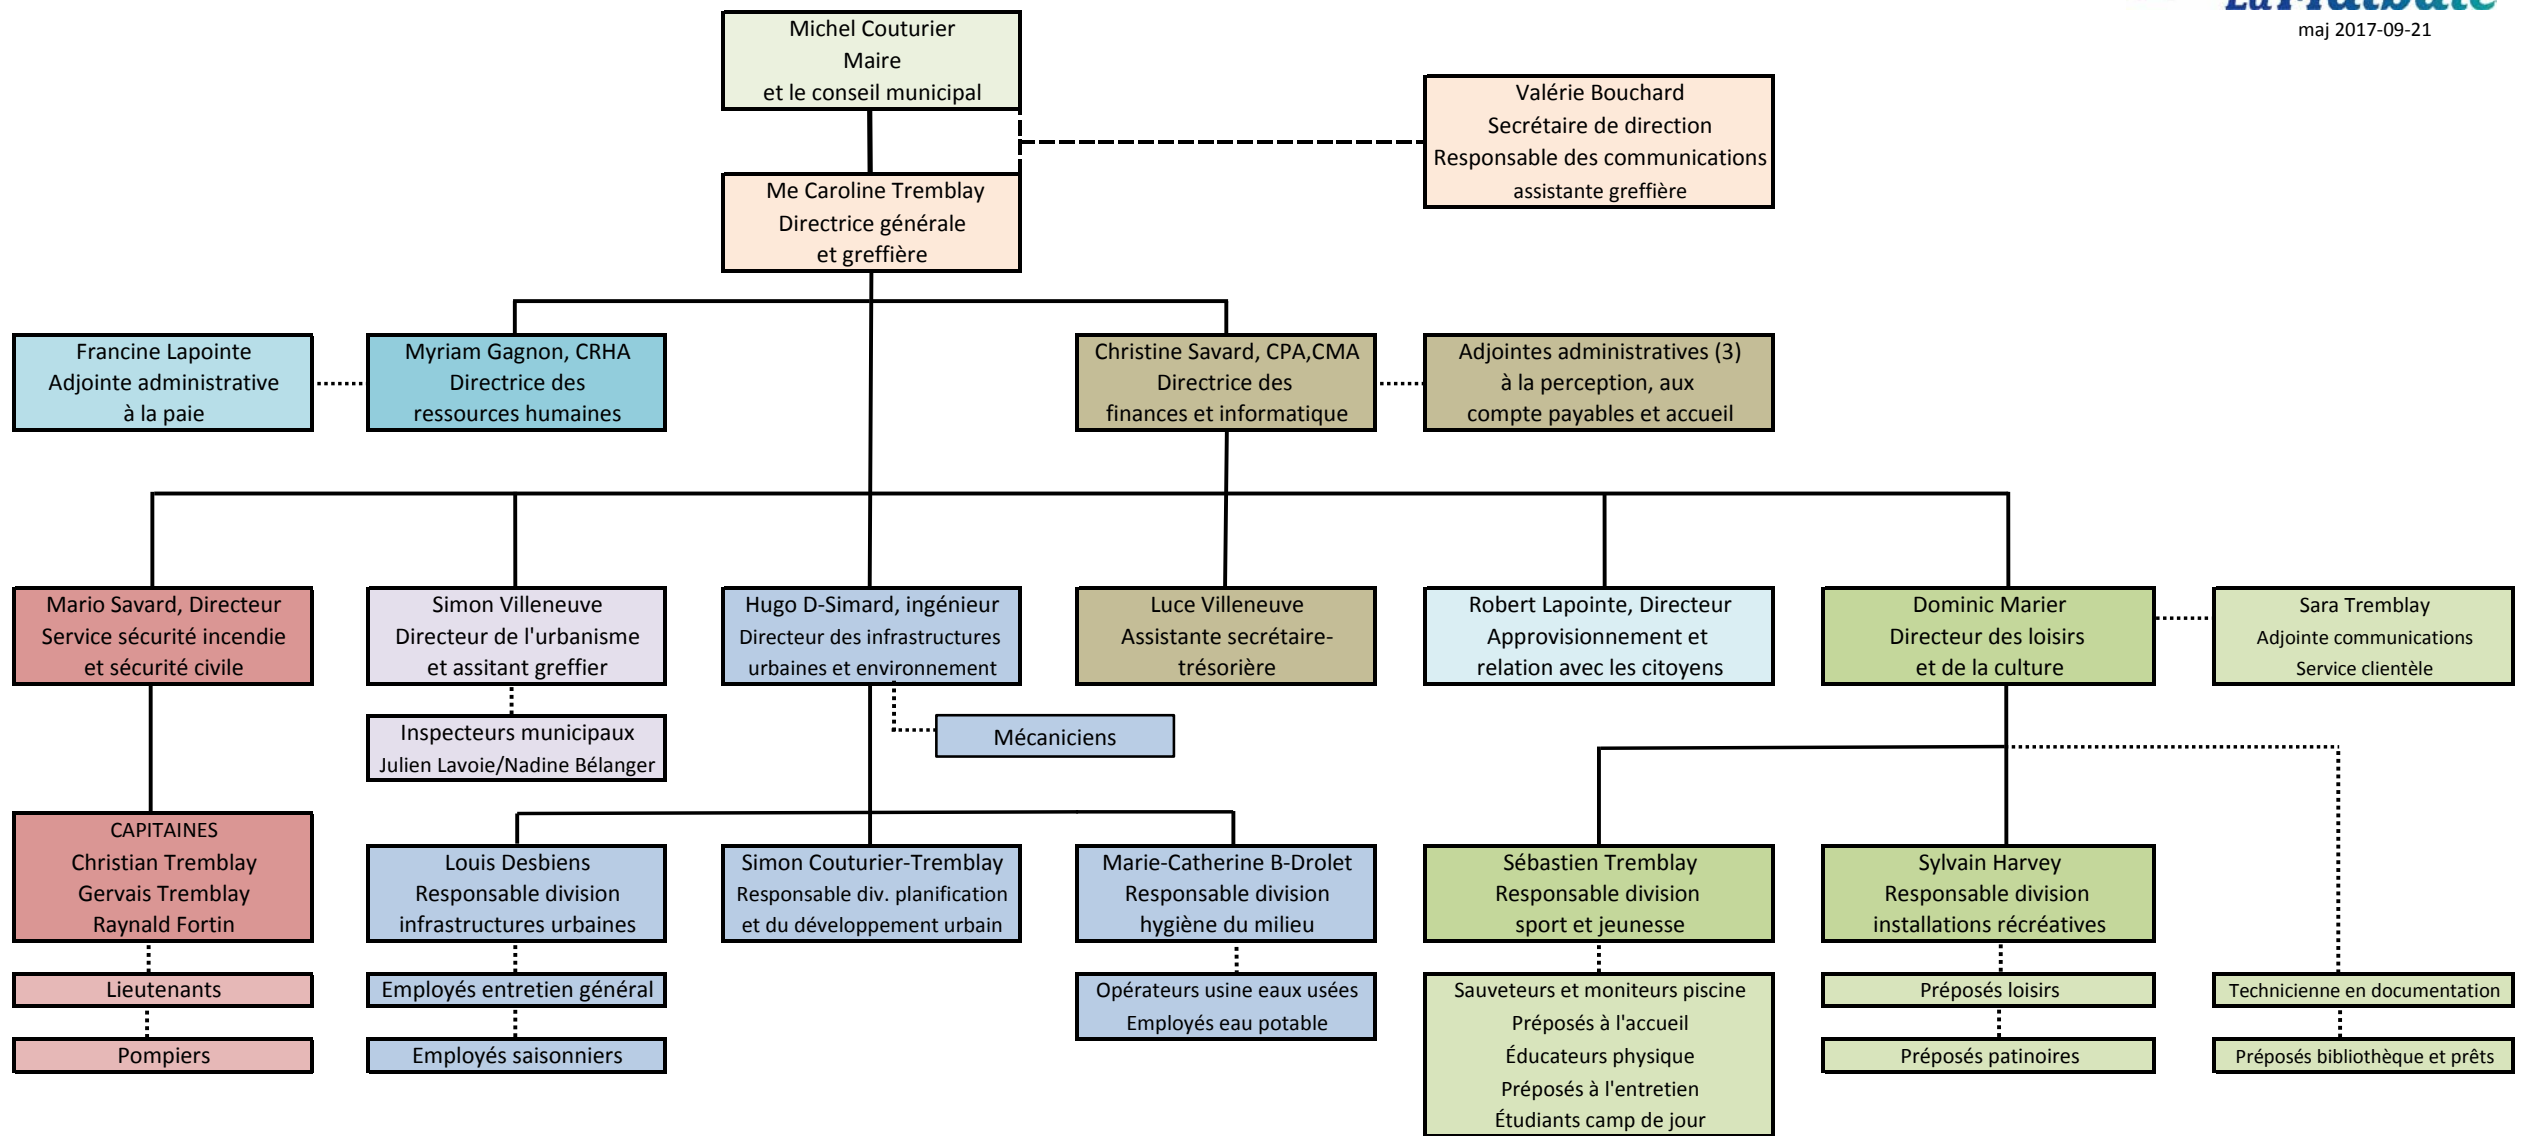 La Malbaie
maj 2017-09-21
Michel Couturier
Maire
et le conseil municipal
Valérie Bouchard
Secrétaire de direction
Responsable des communications
assistante greffière
Me Caroline Tremblay
Directrice générale
et greffière
Francine Lapointe
Adjointe administrative
à la paie
Myriam Gagnon, CRHA
Directrice des
ressources humaines
Christine Savard, CPA,CMA
Directrice des
finances et informatique
Adjointes administratives (3)
à la perception, aux
compte payables et accueil
Mario Savard, Directeur
Service sécurité incendie
et sécurité civile
Simon Villeneuve
Directeur de l'urbanisme
et assitant greffier
Hugo D-Simard, ingénieur
Directeur des infrastructures
urbaines et environnement
Luce Villeneuve
Assistante secrétaire-
trésorière
Robert Lapointe, Directeur
Approvisionnement et
relation avec les citoyens
Dominic Marier
Directeur des loisirs
et de la culture
Sara Tremblay
Adjointe communications
Service clientèle
Inspecteurs municipaux
Julien Lavoie/Nadine Bélanger
Mécaniciens
CAPITAINES
Christian Tremblay
Gervais Tremblay
Raynald Fortin
Louis Desbiens
Responsable division
infrastructures urbaines
Simon Couturier-Tremblay
Responsable div. planification
et du développement urbain
Marie-Catherine B-Drolet
Responsable division
hygiène du milieu
Sébastien Tremblay
Responsable division
sport et jeunesse
Sylvain Harvey
Responsable division
installations récréatives
Lieutenants
Pompiers
Employés entretien général
Employés saisonniers
Opérateurs usine eaux usées
Employés eau potable
Sauveteurs et moniteurs piscine
Préposés à l'accueil
Éducateurs physique
Préposés à l'entretien
Étudiants camp de jour
Préposés loisirs
Préposés patinoires
Technicienne en documentation
Préposés bibliothèque et prêts